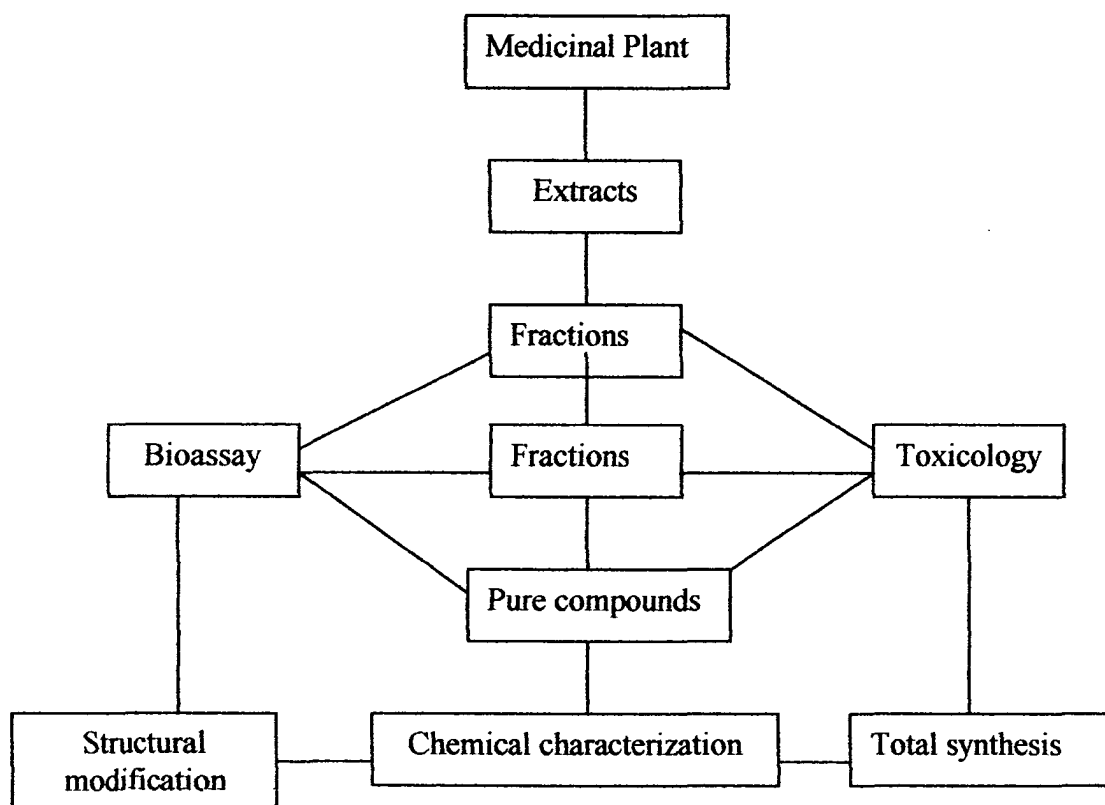 Medicinal Plant
Extracts
Fractions
Bioassay
Fractions
Toxicology
Pure compounds
Structural
modification
Chemical characterization
Total synthesis